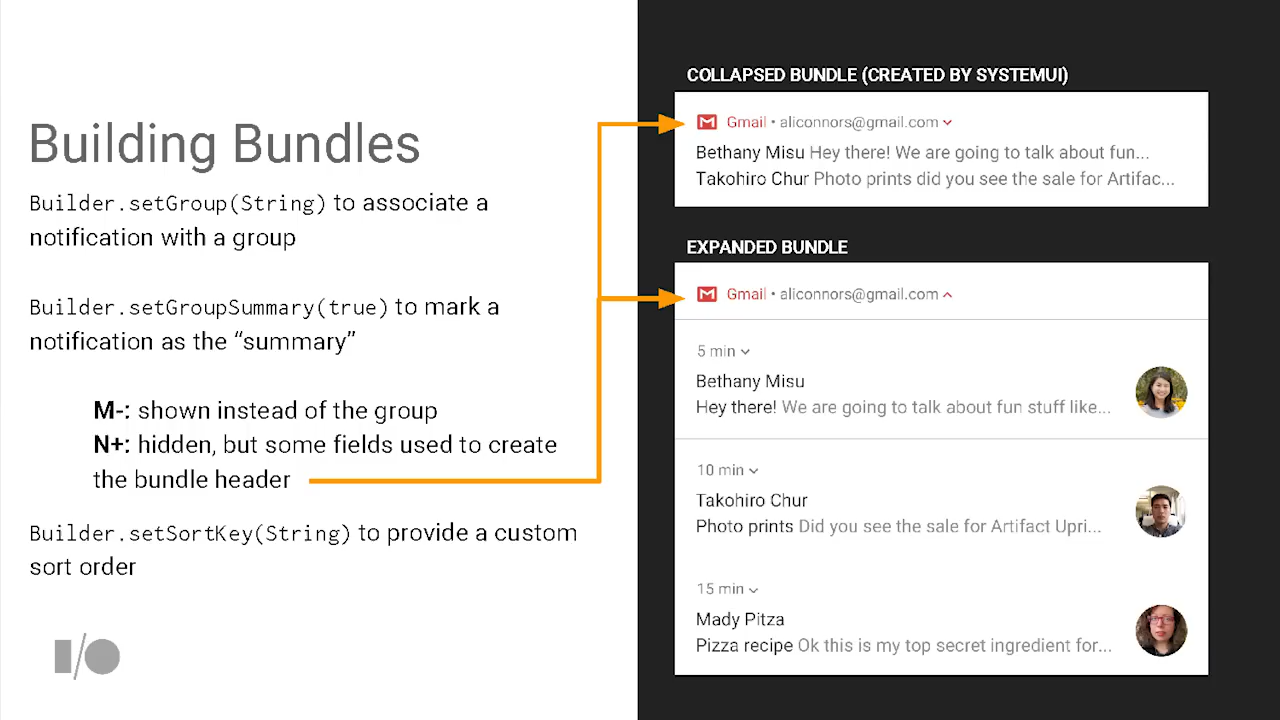 Building Bundles
Builder.setGroup(String) to associate a
notification with a group
Builder.setGroupSummary(true) to mark a
notification as the “summary”
M-: shown instead of the group
N+: hidden, but some fields used to create
the bundle header
Builder.setSortKey(String) to provide a custom
sort order
I/O
COLLAPSED BUNDLE (CREATED BY SYSTEMUI)
Gmail • aliconnors@gmail.com
Bethany Misu Hey there! We are going to talk about fun...
Takohiro Chur Photo prints did you see the sale for Artifac...
EXPANDED BUNDLE
Gmail • aliconnors@gmail.com
5 min
Bethany Misu
Hey there! We are going to talk about fun stuff like...
10 min
Takohiro Chur
Photo prints Did you see the sale for Artifact Upri...
15 min
Mady Pitza
Pizza recipe Ok this is my top secret ingredient for...